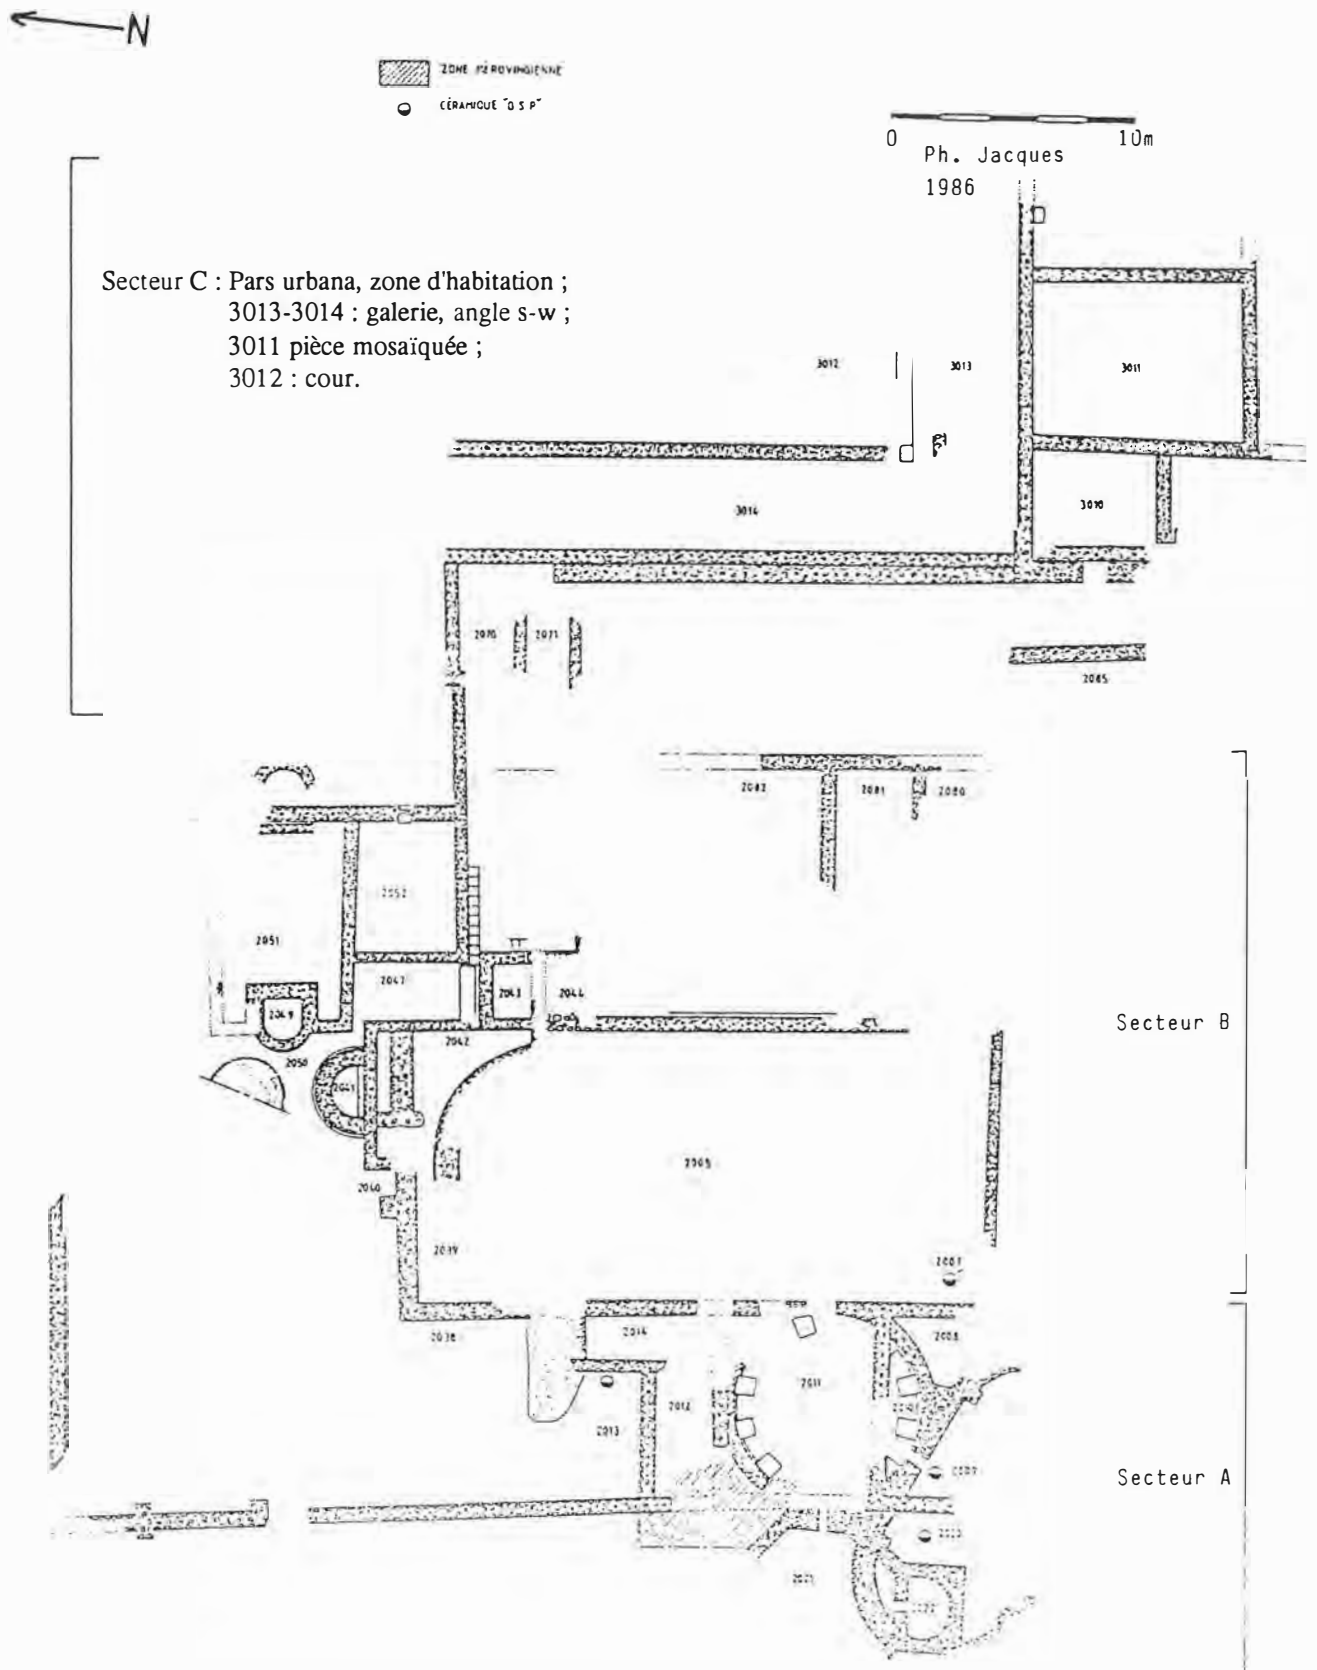 N
ZONE MÉROVINGIENNE
CÉRAMIQUE "D S P"
0 10m
Ph. Jacques
1986
Secteur C : Pars urbana, zone d'habitation ;
3013-3014 : galerie, angle s-w ;
3011 pièce mosaïquée ;
3012 : cour.
3012
3013
3011
3014
3010
2070
2071
2085
2082
2081
2080
2052
2051
2047
2043
2044
2049
Secteur B
2042
2050
2041
2005
2040
2039
2038
2014
2008
2011
2012
2013
Secteur A